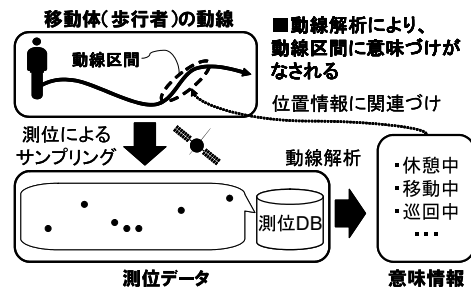 移動体(歩行者)の動線
動線区間
■動線解析により、
動線区間に意味づけが
なされる
位置情報に関連づけ
測位による
サンプリング
動線解析
測位DB
・休憩中
・移動中
・巡回中
・・・
測位データ
意味情報